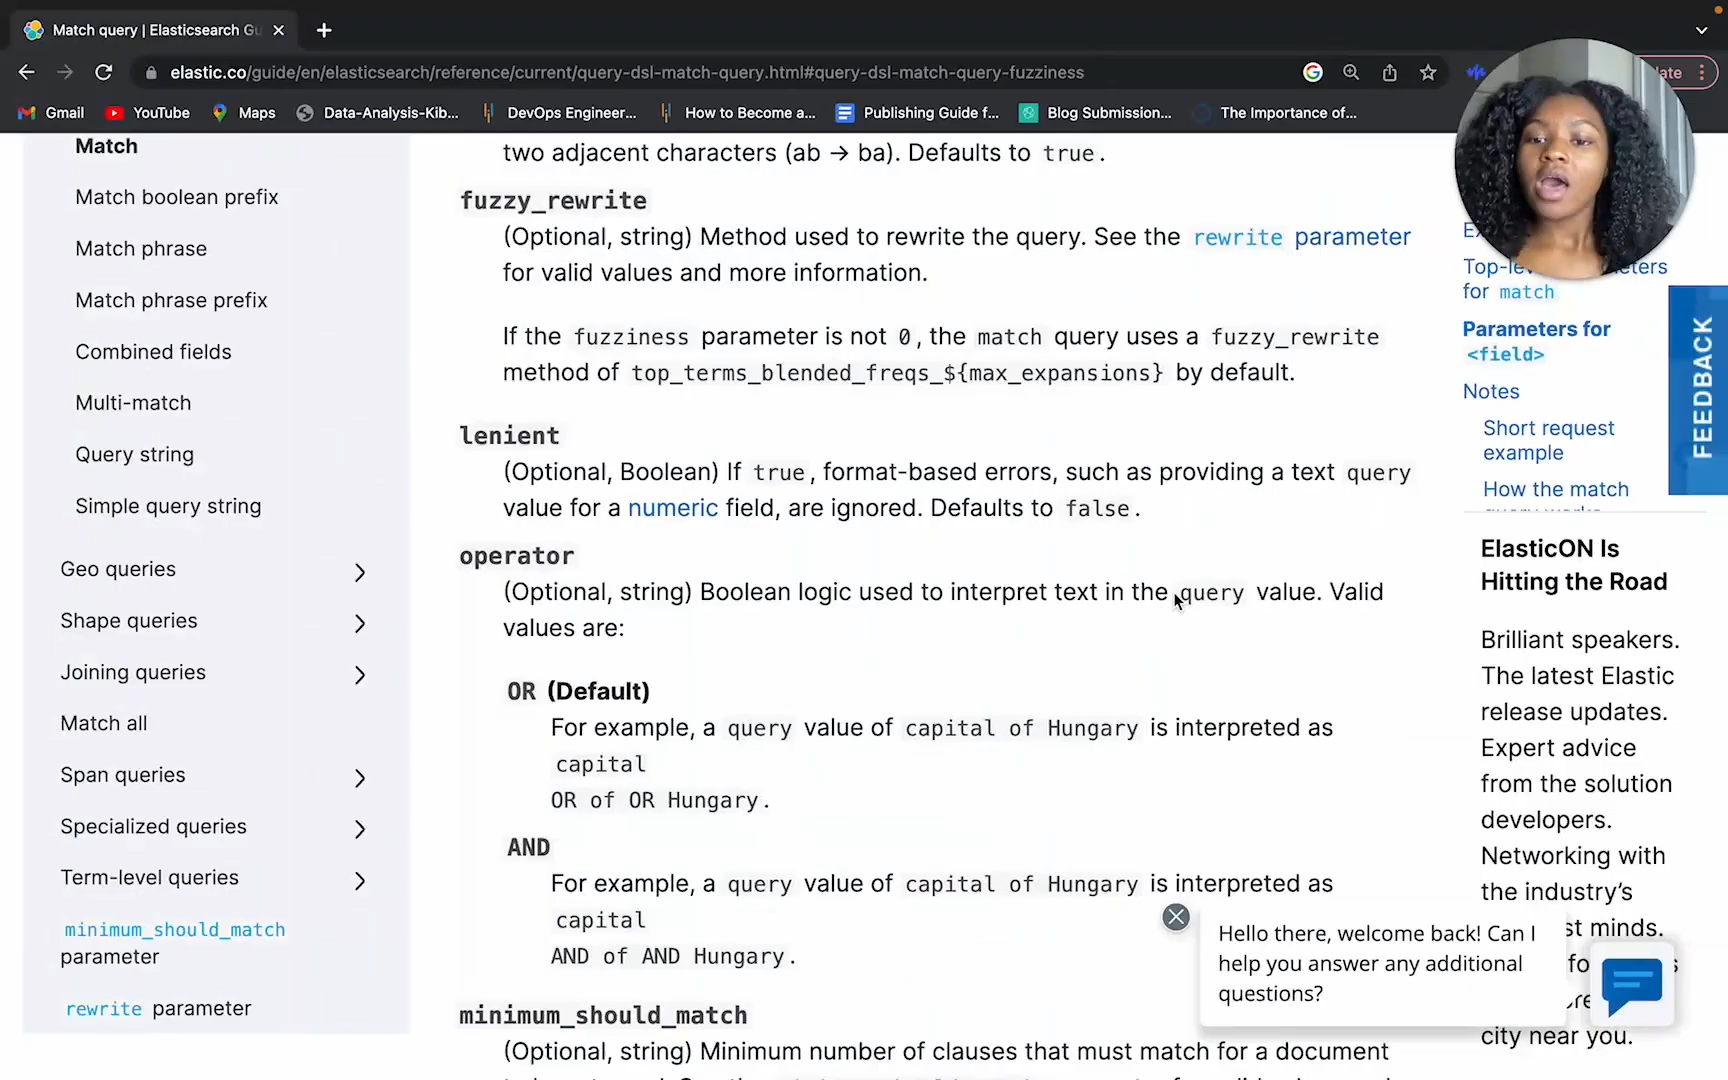 Match query | Elasticsearch Gu
elastic.co/guide/en/elasticsearch/reference/current/query-dsl-match-query.html#query-dsl-match-query-fuzziness
Gmail
YouTube
Maps
Data-Analysis-Kib...
DevOps Engineer...
How to Become a...
Publishing Guide f...
Blog Submission...
The Importance of...
Match
Match boolean prefix
Match phrase
Match phrase prefix
Combined fields
Multi-match
Query string
Simple query string
Geo queries
Shape queries
Joining queries
Match all
Span queries
Specialized queries
Term-level queries
minimum_should_match
parameter
rewrite parameter
two adjacent characters (ab → ba). Defaults to true.
fuzzy_rewrite
(Optional, string) Method used to rewrite the query. See the rewrite parameter
for valid values and more information.
If the fuzziness parameter is not 0, the match query uses a fuzzy_rewrite
method of top_terms_blended_freqs_${max_expansions} by default.
lenient
(Optional, Boolean) If true, format-based errors, such as providing a text query
value for a numeric field, are ignored. Defaults to false.
operator
(Optional, string) Boolean logic used to interpret text in the query value. Valid
values are:
OR (Default)
For example, a query value of capital of Hungary is interpreted as
capital
OR of OR Hungary.
AND
For example, a query value of capital of Hungary is interpreted as
capital
AND of AND Hungary.
minimum_should_match
(Optional, string) Minimum number of clauses that must match for a document
for match
Parameters for
<field>
Notes
Short request
example
How the match
FEEDBACK
ElasticON Is
Hitting the Road
Brilliant speakers.
The latest Elastic
release updates.
Expert advice
from the solution
developers.
Networking with
the industry's
minds.
city near you.
Hello there, welcome back! Can I
help you answer any additional
questions?